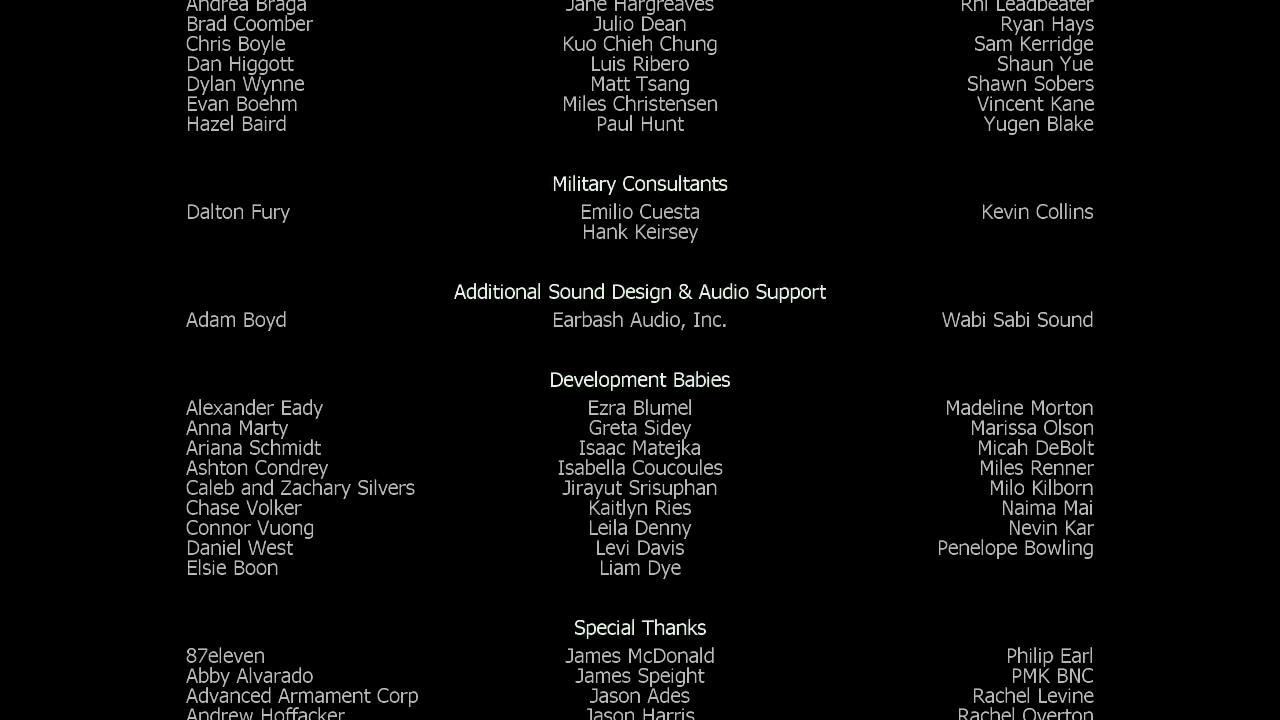 Andrea Braga Jane Hargreaves Rhi Leadbeater
Brad Coomber Julio Dean Ryan Hays
Chris Boyle Kuo Chieh Chung Sam Kerridge
Dan Higgott Luis Ribero Shaun Yue
Dylan Wynne Matt Tsang Shawn Sobers
Evan Boehm Miles Christensen Vincent Kane
Hazel Baird Paul Hunt Yugen Blake
Military Consultants
Dalton Fury Emilio Cuesta Kevin Collins
Hank Keirsey
Additional Sound Design & Audio Support
Adam Boyd Earbash Audio, Inc. Wabi Sabi Sound
Development Babies
Alexander Eady Ezra Blumel Madeline Morton
Anna Marty Greta Sidey Marissa Olson
Ariana Schmidt Isaac Matejka Micah DeBolt
Ashton Condrey Isabella Coucoules Miles Renner
Caleb and Zachary Silvers Jirayut Srisuphan Milo Kilborn
Chase Volker Kaitlyn Ries Naima Mai
Connor Vuong Leila Denny Nevin Kar
Daniel West Levi Davis Penelope Bowling
Elsie Boon Liam Dye
Special Thanks
87eleven James McDonald Philip Earl
Abby Alvarado James Speight PMK BNC
Advanced Armament Corp Jason Ades Rachel Levine
Andrew Hoffacker Jason Harris Rachel Overton